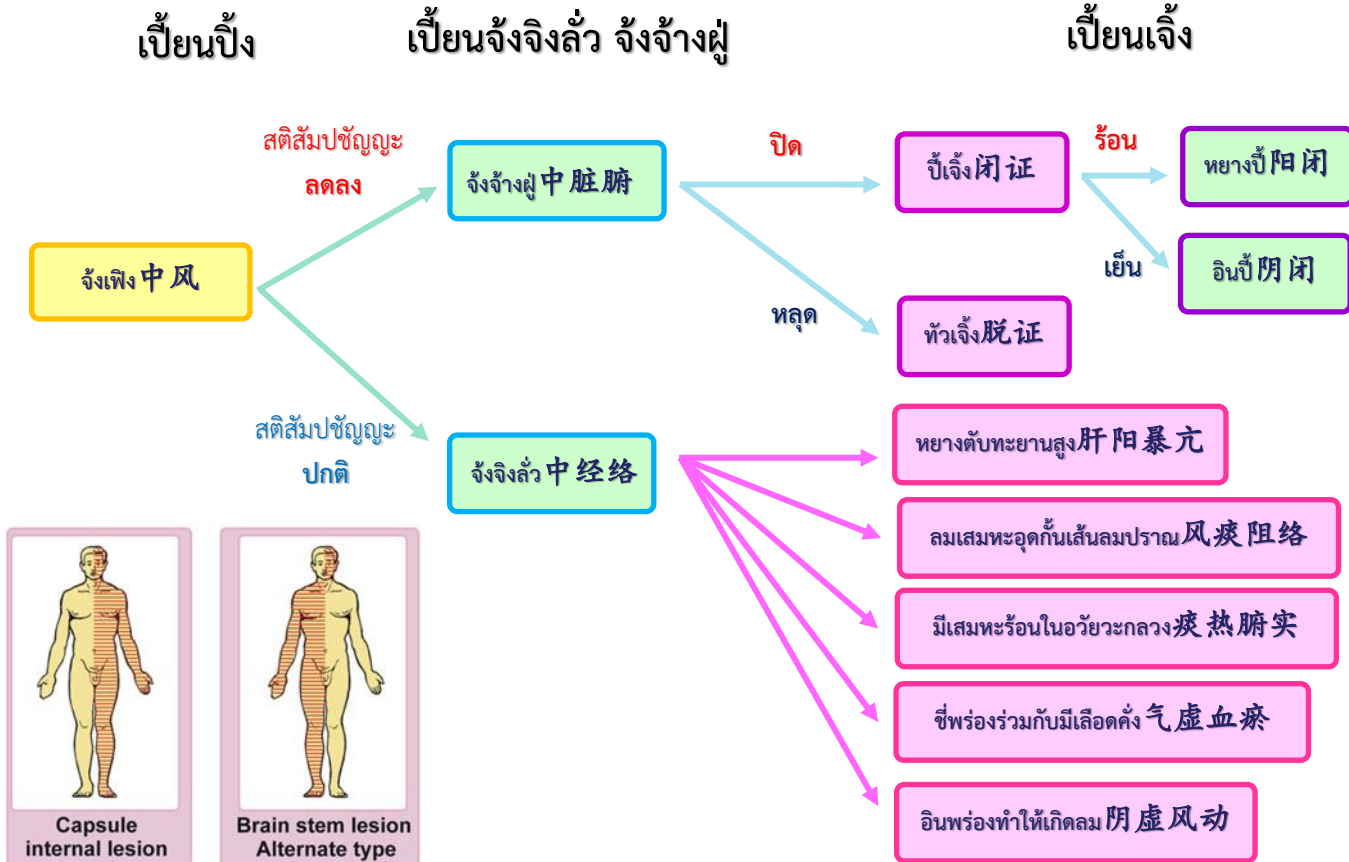 เปี้ยนปิ้ง
เปี้ยนจ้งจิงลั่ว จ้งจ้างฝู่
เปี้ยนเจิ้ง
สติสัมปชัญญะ
ลดลง
จ้งจ้างฝู่中脏腑
ปิด
ปี้เจิ้ง闭证
ร้อน
หยางปี้阳闭
จ้งเฟิง中风
เย็น
อินปี้阴闭
หลุด
ทัวเจิ้ง脱证
สติสัมปชัญญะ
ปกติ
จ้งจิงลั่ว中经络
หยางตับทะยานสูง肝阳暴亢
ลมเสมหะอุดกั้นเส้นลมปราณ风痰阻络
มีเสมหะร้อนในอวัยวะกลวง痰热腑实
ชี่พร่องร่วมกับมีเลือดคั่ง气虚血瘀
อินพร่องทำให้เกิดลม阴虚风动
Capsule
internal lesion
Brain stem lesion
Alternate type